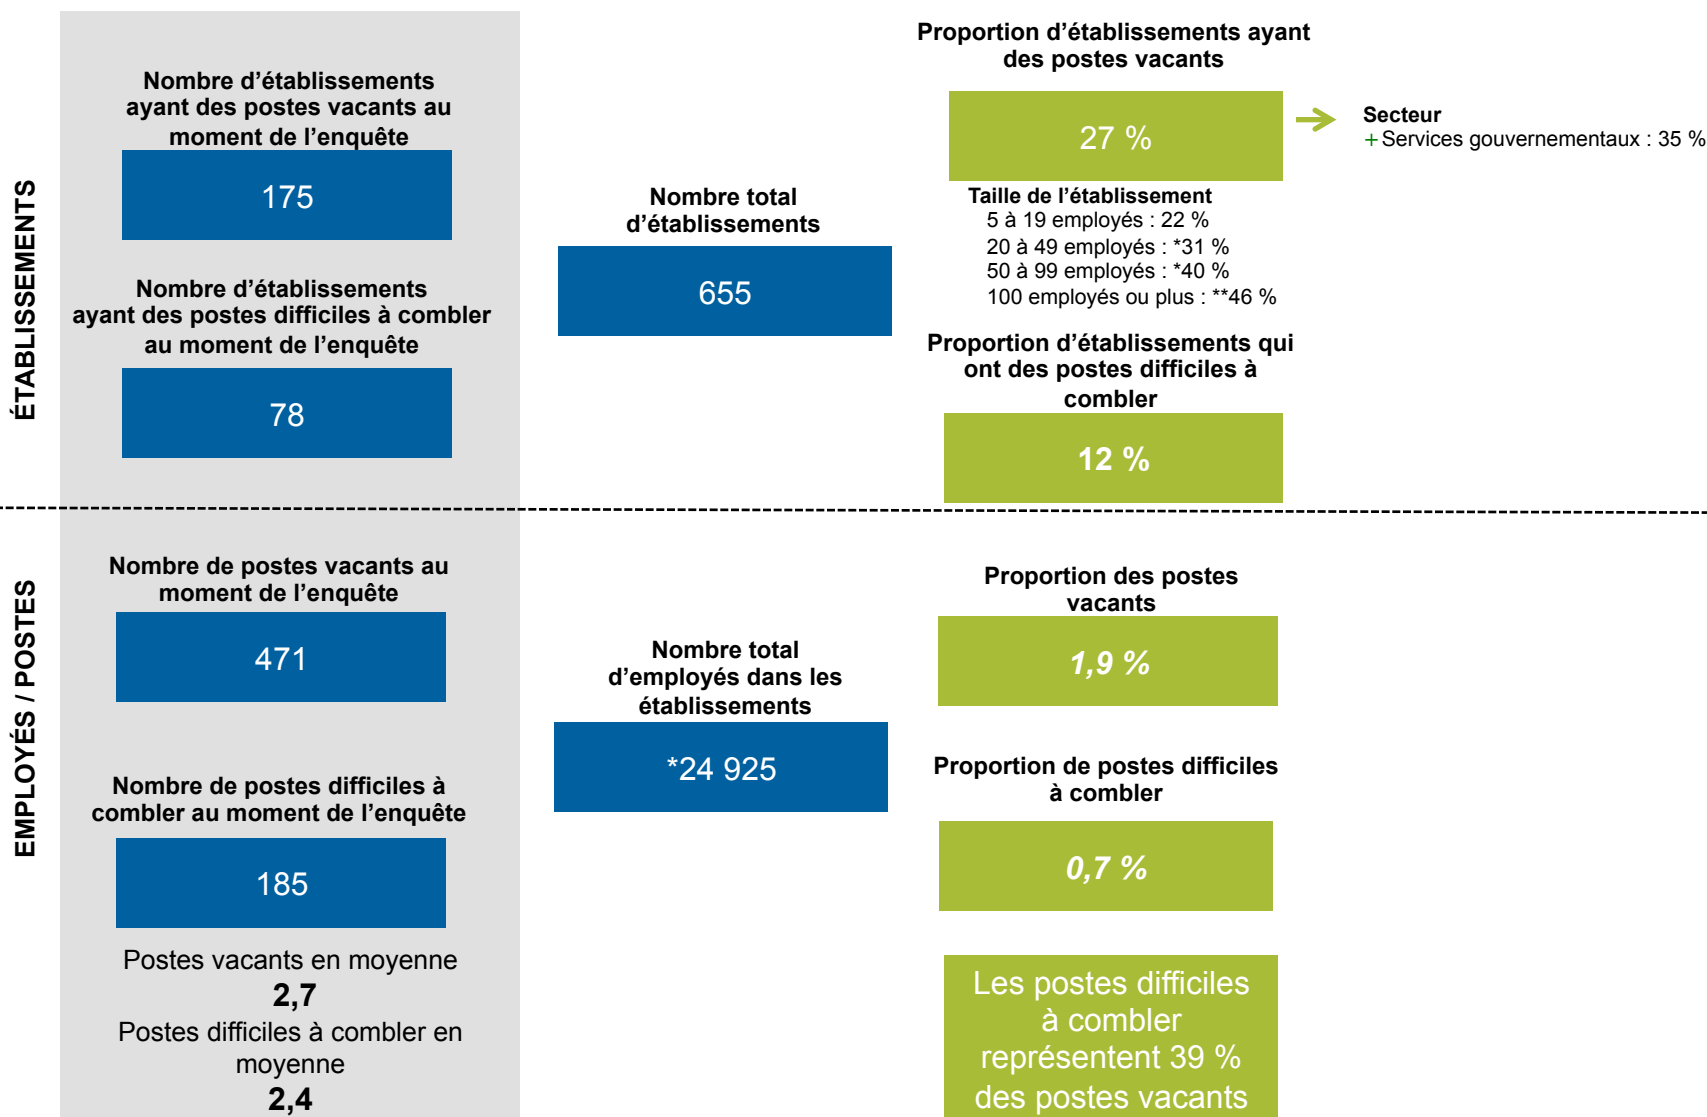 ÉTABLISSEMENTS
Nombre d’établissements
ayant des postes vacants au
moment de l’enquête
175
Nombre d’établissements
ayant des postes difficiles à combler
au moment de l’enquête
78
Nombre total
d’établissements
655
Proportion d’établissements ayant
des postes vacants
27 %
Secteur
+Services gouvernementaux : 35 %
Taille de l’établissement
5 à 19 employés : 22 %
20 à 49 employés : *31 %
50 à 99 employés : *40 %
100 employés ou plus : **46 %
Proportion d’établissements qui
ont des postes difficiles à
combler
12 %
EMPLOYÉS / POSTES
Nombre de postes vacants au
moment de l’enquête
471
Nombre de postes difficiles à
combler au moment de l’enquête
185
Postes vacants en moyenne
2,7
Postes difficiles à combler en
moyenne
2,4
Nombre total
d’employés dans les
établissements
*24 925
Proportion des postes
vacants
1,9 %
Proportion de postes difficiles
à combler
0,7 %
Les postes difficiles
à combler
représentent 39 %
des postes vacants